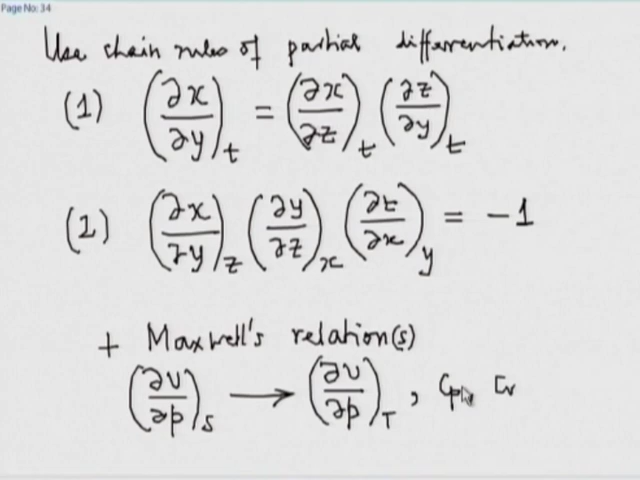 Page No: 34
Use chain rules of partial differentiation.
(1) (∂x/∂y)_t = (∂x/∂z)_t (∂z/∂y)_t
(2) (∂x/∂y)_z (∂y/∂z)_x (∂z/∂x)_y = -1
+ Maxwell's relation(s)
(∂v/∂p)_s ⟶ (∂v/∂p)_T , Cp, Cv